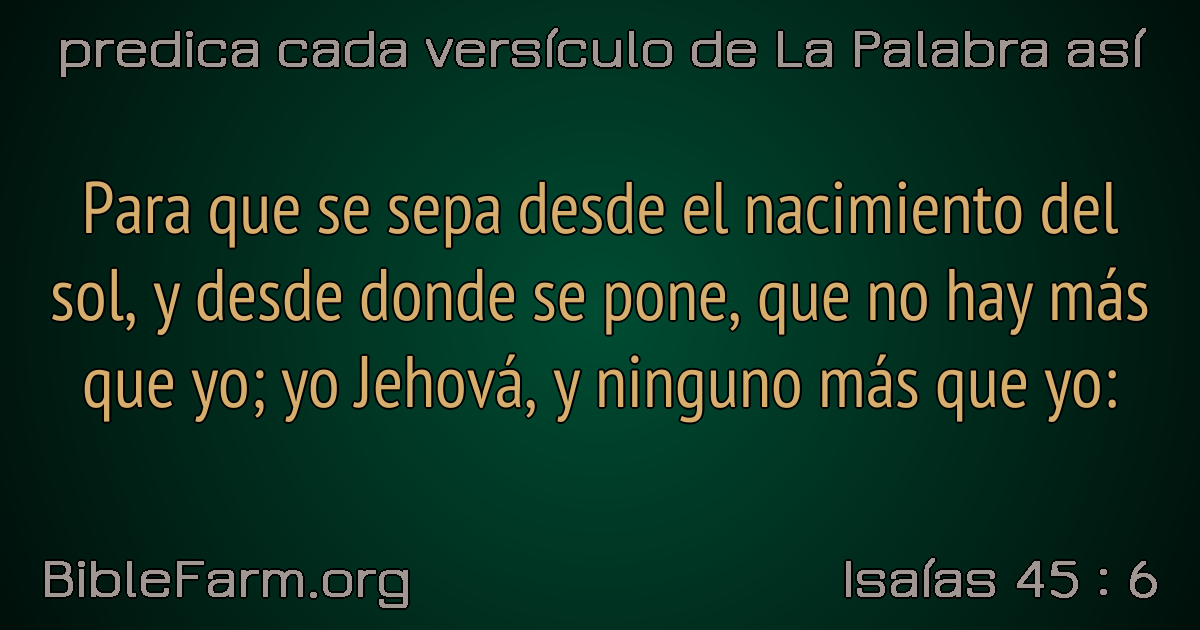 predica cada versículo de La Palabra así
Para que se sepa desde el nacimiento del
sol, y desde donde se pone, que no hay más
que yo; yo Jehová, y ninguno más que yo:
BibleFarm.org
Isaías 45 : 6